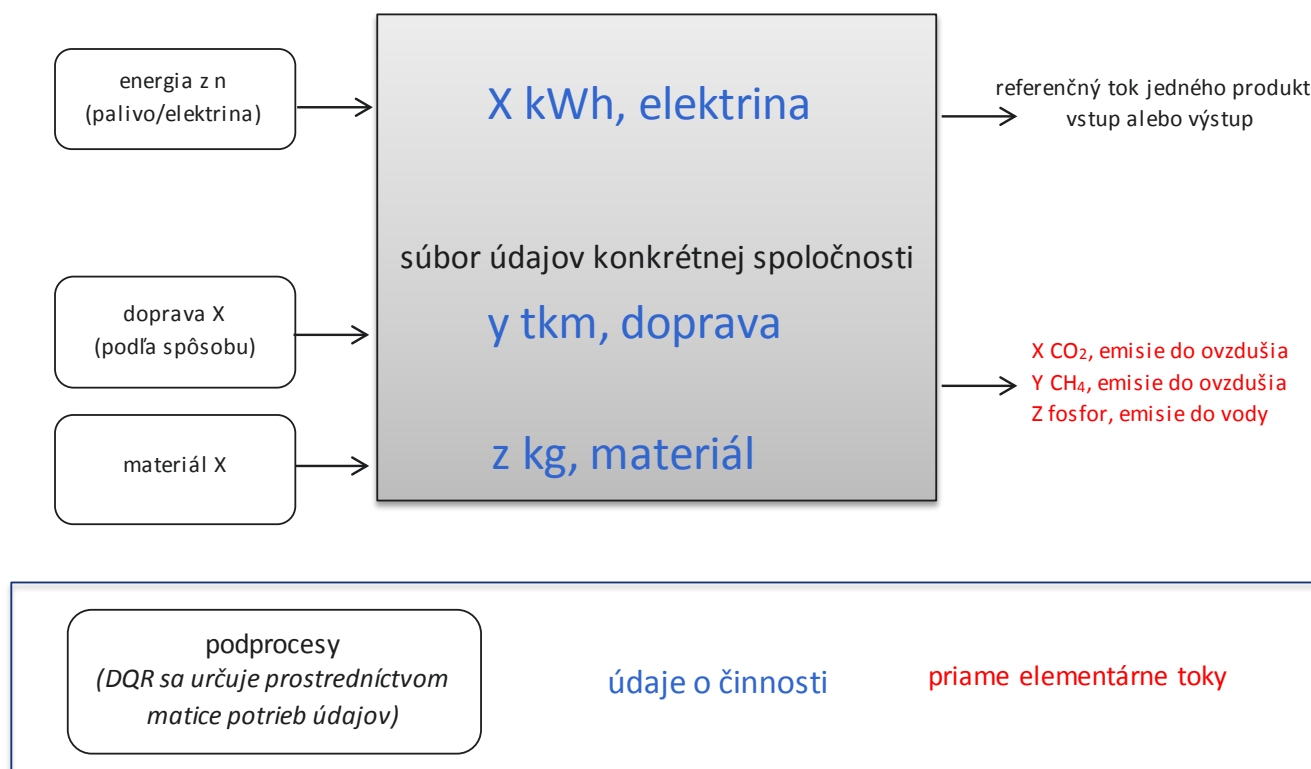 energia z n
(palivo/elektrina)
X kWh, elektrina
referenčný tok jedného produkt
vstup alebo výstup
súbor údajov konkrétnej spoločnosti
doprava X
(podľa spôsobu)
y tkm, doprava
X CO₂, emisie do ovzdušia
Y CH₄, emisie do ovzdušia
Z fosfor, emisie do vody
materiál X
z kg, materiál
podprocesy
(DQR sa určuje prostredníctvom
matice potrieb údajov)
údaje o činnosti
priame elementárne toky